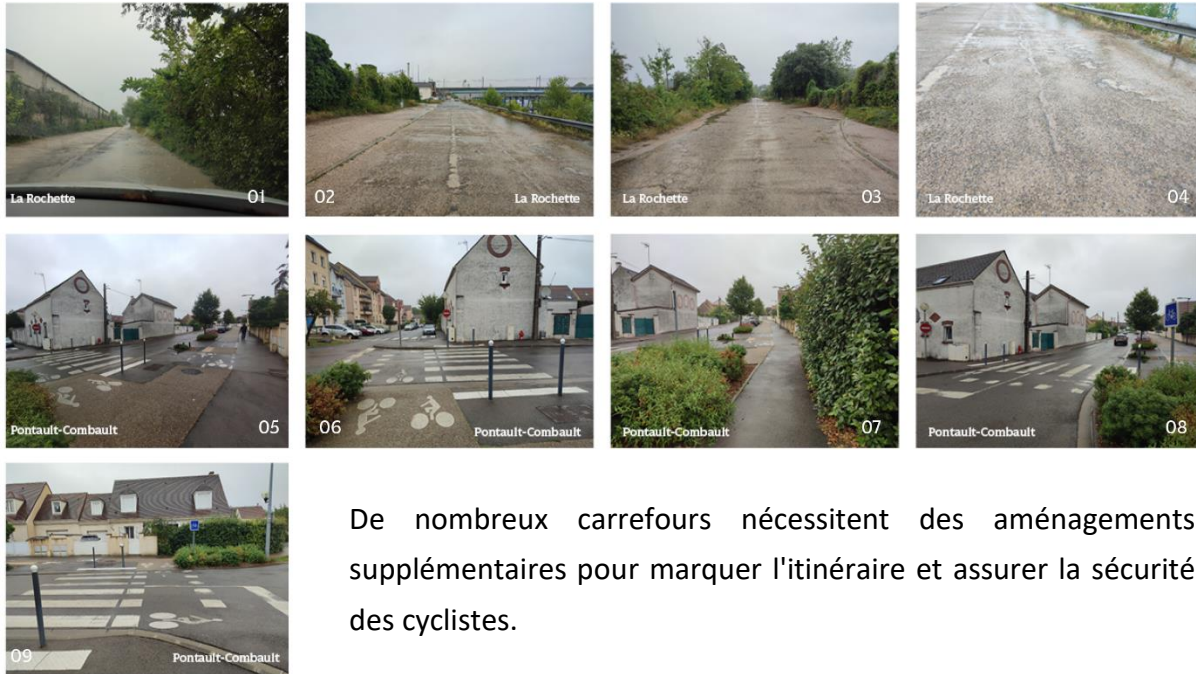 La Rochette 01
02 La Rochette
La Rochette 03
La Rochette 04
Pontault-Combault 05
06 Pontault-Combault
Pontault-Combault 07
Pontault-Combault 08
09 Pontault-Combault
De nombreux carrefours nécessitent des aménagements
supplémentaires pour marquer l'itinéraire et assurer la sécurité
des cyclistes.